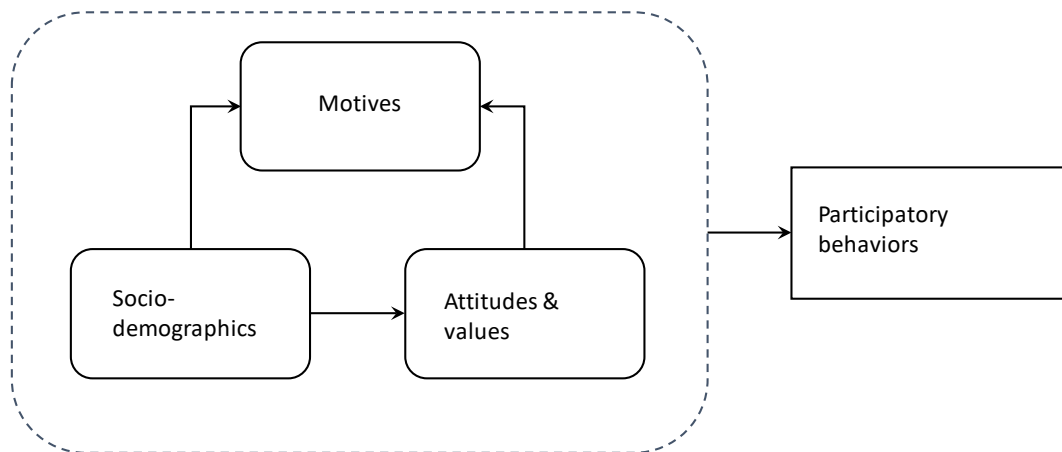 Motives
Socio-
demographics
Attitudes &
values
Participatory
behaviors